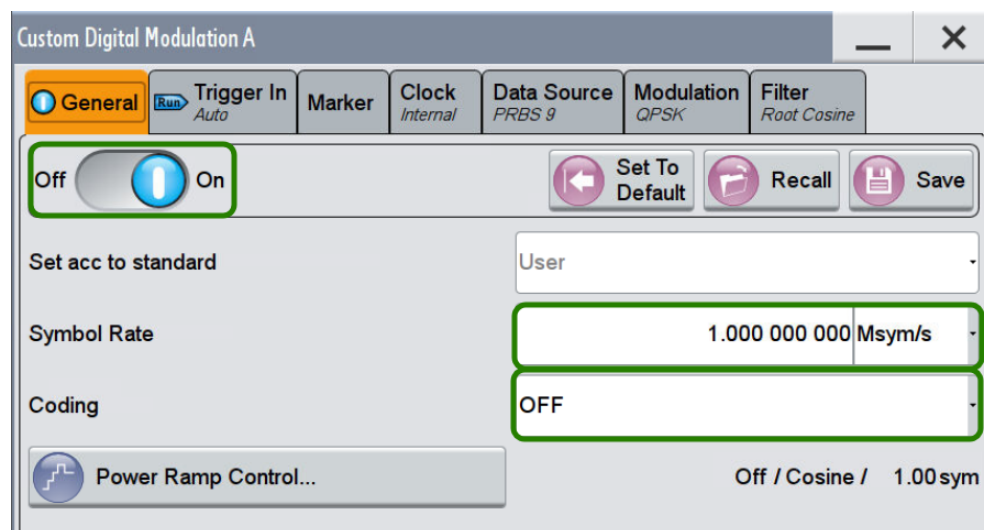 Custom Digital Modulation A
General
Run
Trigger In
Auto
Marker
Clock
Internal
Data Source
PRBS 9
Modulation
QPSK
Filter
Root Cosine
Off On
Set To
Default
Recall
Save
Set acc to standard User
Symbol Rate 1.000 000 000 Msym/s
Coding OFF
Power Ramp Control... Off / Cosine / 1.00 sym